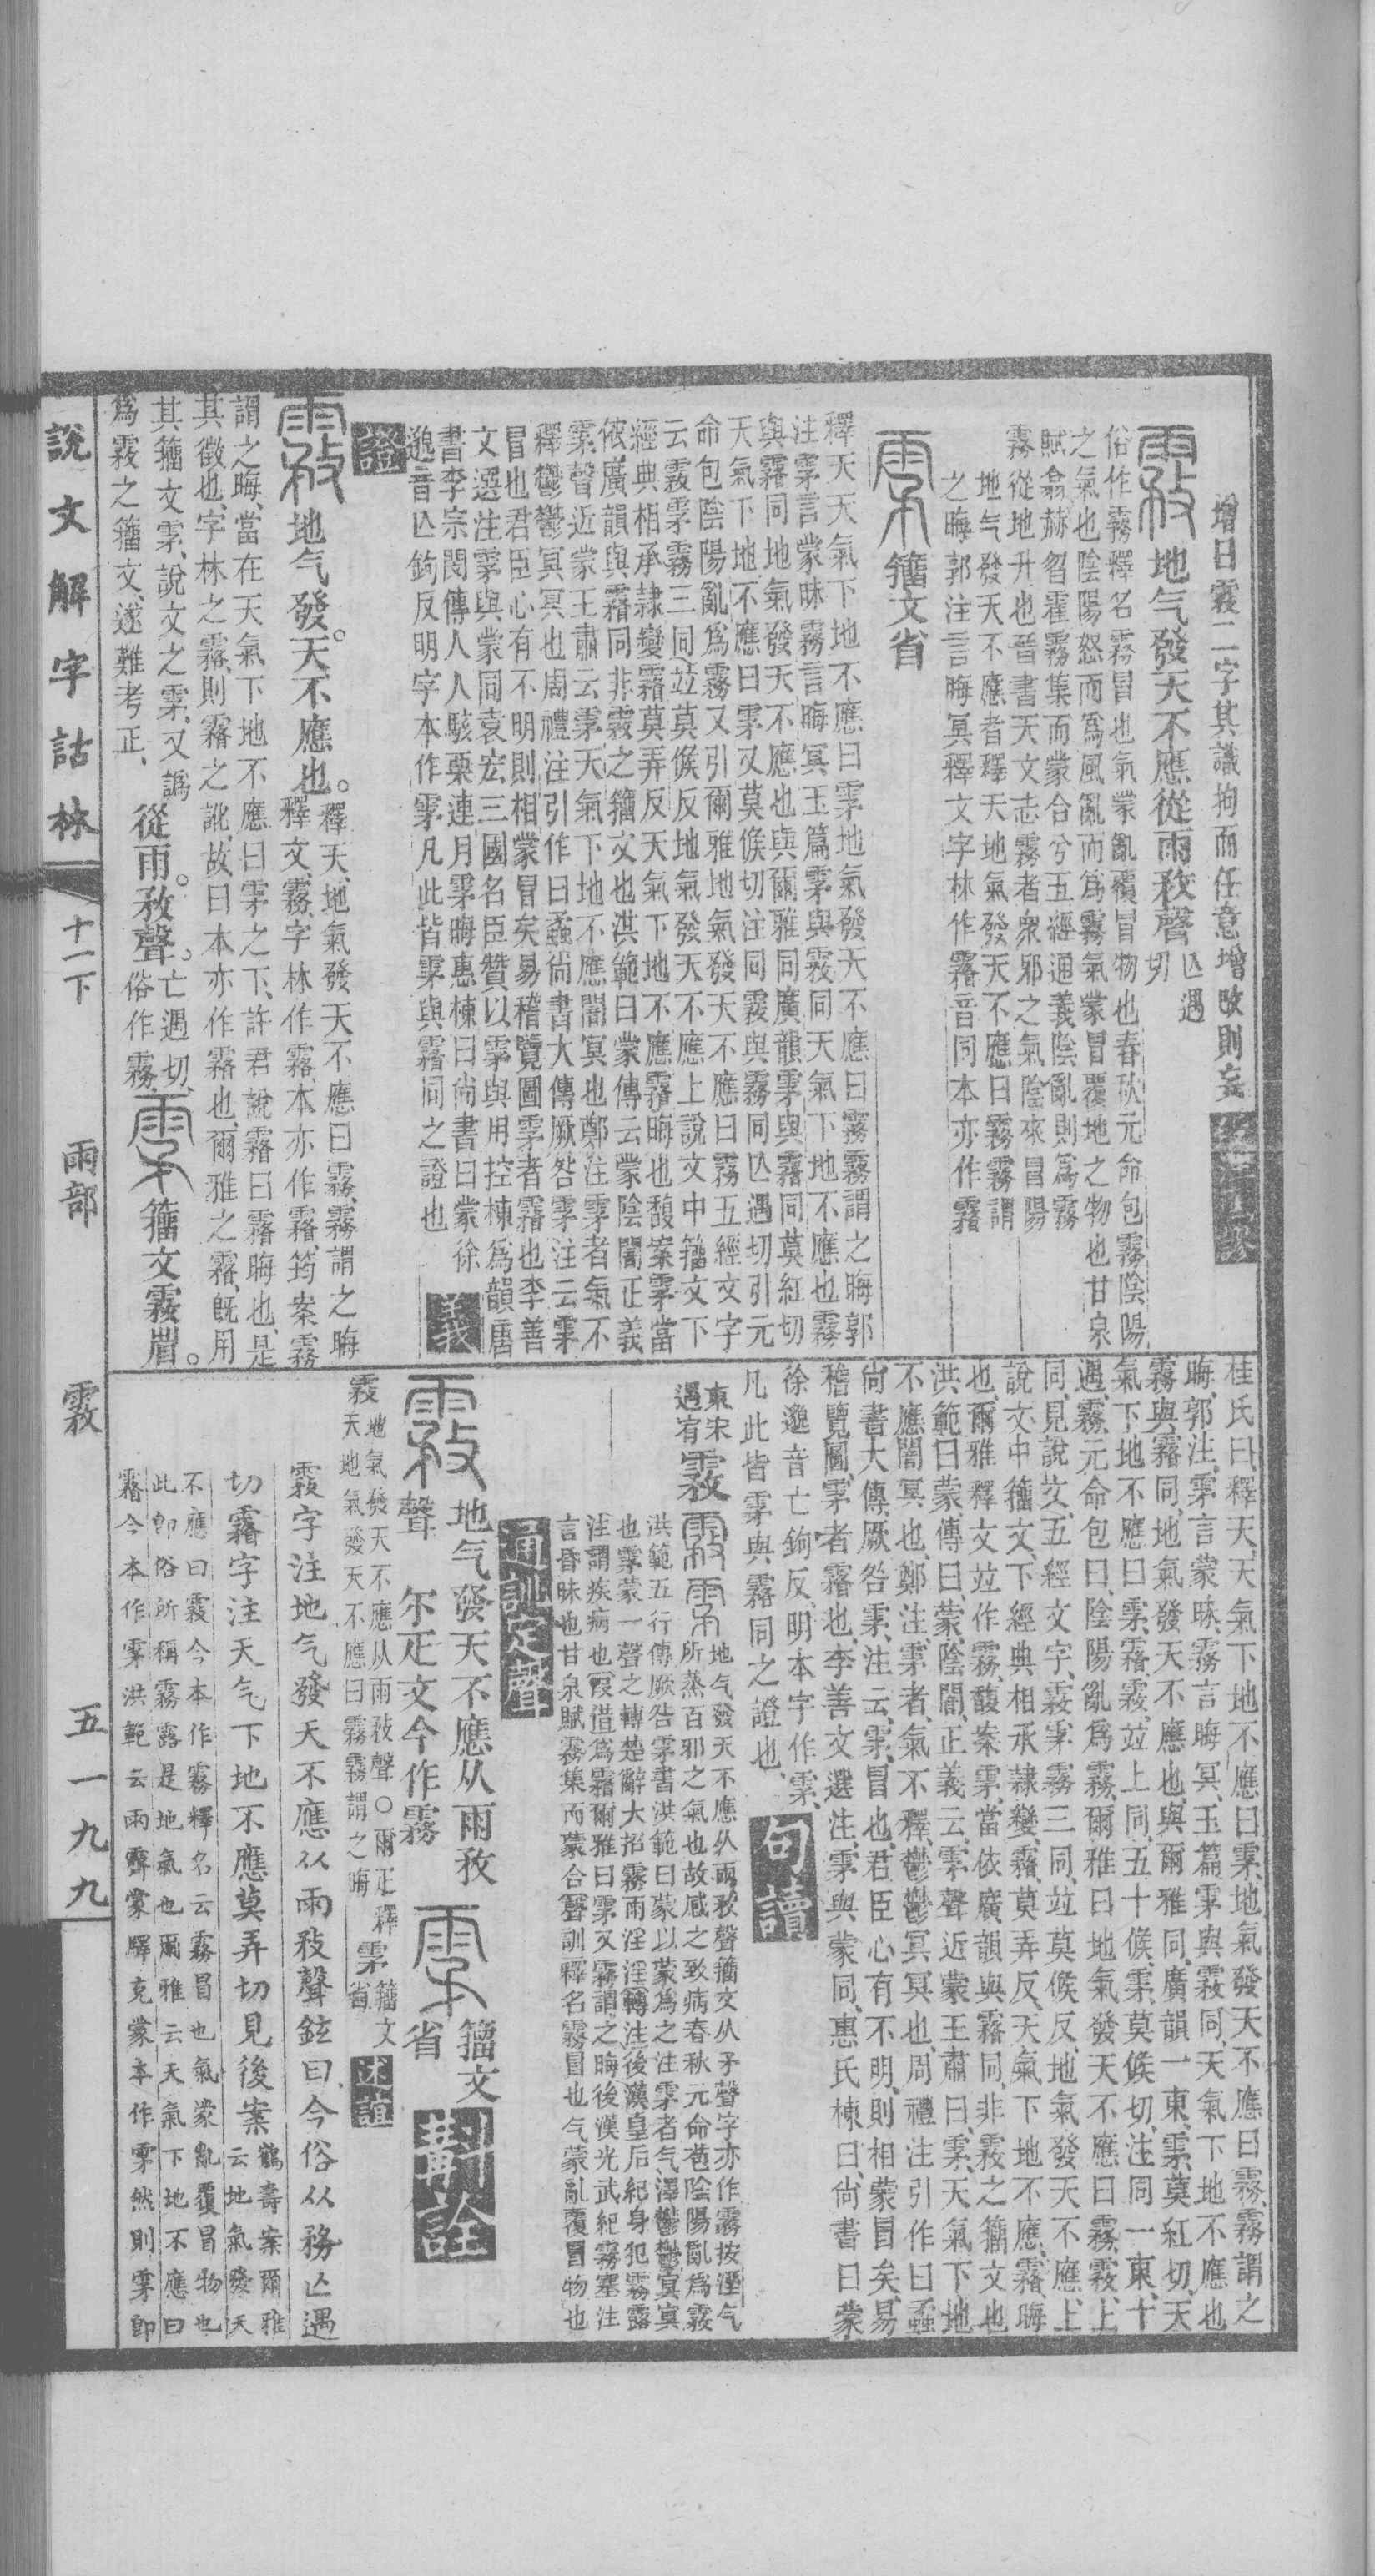 增日霚二字其識拘而任意增改則妄
地气發天不應從雨敄聲亾遇切
俗作霧釋名霧冒也氣蒙亂覆冒物也春秋元命包霧陰陽
之氣也陰陽怒而爲風亂而爲霧氣蒙冒覆地之物也甘泉
賦翕赫曶霍霧集而蒙合兮五經通義陰亂則爲霧
霧從地升也晉書天文志霧者衆邪之氣陰來冒陽
地气發天不應者釋天地氣發天不應曰霧霧謂
之晦郭注言晦冥釋文字林作霿音同本亦作霿
籒文省
釋天天氣下地不應曰雺地氣發天不應曰霧霧謂之晦郭
注雺言蒙昧霧言晦冥玉篇雺與霚同天氣下地不應也霧
與霿同地氣發天不應也與爾雅同廣韻雺與霿同莫紅切
天氣下地不應曰雺又莫候切注同霚與霧同亾遇切引元
命包陰陽亂爲霧又引爾雅地氣發天不應曰霧五經文字
云霚雺霧三同竝莫候反地氣發天不應上說文中籒文下
經典相承隸變霿莫弄反天氣下地不應霿晦也馥案雺當
依廣韻與霿同非霚之籒文也洪範曰蒙傳云蒙陰闇正義
雺聲近蒙王肅云雺天氣下地不應闇冥也鄭注雺者氣不
釋鬱鬱冥冥也周禮注引作曰蟊尙書大傳厥咎雺注云雺
冒也君臣心有不明則相蒙冒矣易稽覽圖雺者霿也李善
文選注雺與蒙同袁宏三國名臣贊以雺與用控棟爲韻唐
書李宗閔傳人人駭栗連月雺晦惠棟曰尙書曰蒙徐
邈音亾鉤反明字本作雺凡此皆雺與霿同之證也
義證
地气發天不應也釋天地氣發天不應曰霧霧謂之晦
釋文霧字林作霿本亦作霿筠案霧
謂之晦當在天氣下地不應曰雺之下許君說霿曰霿晦也是
其徵也字林之霿則霿之訛故曰本亦作霿也爾雅之霿旣用
其籒文雺說文之雺又譌
爲霚之籒文遂難考正
從雨敄聲亡遇切俗作霧
籒文霚省
桂氏曰釋天天氣下地不應曰雺地氣發天不應曰霧霧謂之
晦郭注雺言蒙昧霧言晦冥玉篇雺與霚同天氣下地不應也
霧與霿同地氣發天不應也與爾雅同廣韻一東雺莫紅切天
氣下地不應曰雺霿霚竝上同五十候雺莫候切注同一東十
遇霧元命包曰陰陽亂爲霧爾雅曰地氣發天不應曰霧霚上
同見說文五經文字霚雺霧三同竝莫候反地氣發天不應上
說文中籒文下經典相承隸變霿莫弄反天氣下地不應霿晦
也爾雅釋文竝作霧馥案雺當依廣韻與霿同非霚之籒文也
洪範曰蒙傳曰蒙陰闇正義云雺聲近蒙王肅曰雺天氣下地
不應闇冥也鄭注雺者氣不釋鬱鬱冥冥也周禮注引作曰蟊
尙書大傳厥咎雺注云雺冒也君臣心有不明則相蒙冒矣易
稽覽圖雺者霿也李善文選注雺與蒙同惠氏棟曰尙書曰蒙
徐邈音亡鉤反明本字作雺
凡此皆雺與霿同之證也
句讀
東宋遇宥
霚 地气發天不應从雨敄聲籒文从矛聲字亦作霧按溼气
所蒸百邪之氣也故感之致病春秋元命苞陰陽亂爲霧
洪範五行傳厥咎雺書洪範曰蒙以蒙爲之注雺者气澤鬱鬱冥冥
也雺蒙一聲之轉楚辭大招霧雨淫淫轉注後漢皇后紀身犯霧露
注謂疾病也叚借爲霿爾雅曰雺又霧謂之晦後漢光武紀霧塞注
言昏昧也甘泉賦霧集而蒙合聲訓釋名霧冒也气蒙亂覆冒物也
通訓定聲
地气發天不應从雨敄
聲 尒疋文今作霧
籒文省
斠詮
霚地氣發天不應从雨敄聲○爾疋釋
天地氣發天不應曰霧霧謂之晦
雺籒文省
述誼
霚字注地气發天不應从雨敄聲鉉曰今俗从務亾遇
切霿字注天气下地不應莫弄切見後案鶴壽案爾雅云地氣發天
不應曰霚今本作霧釋名云霧冒也氣蒙亂覆冒物也
此卽俗所稱霧露是地氣也爾雅云天氣下地不應曰
霿今本作雺洪範云雨霽蒙驛克蒙本作雺然則雺卽
說文解字詁林
十一下
雨部
霚
五一九九